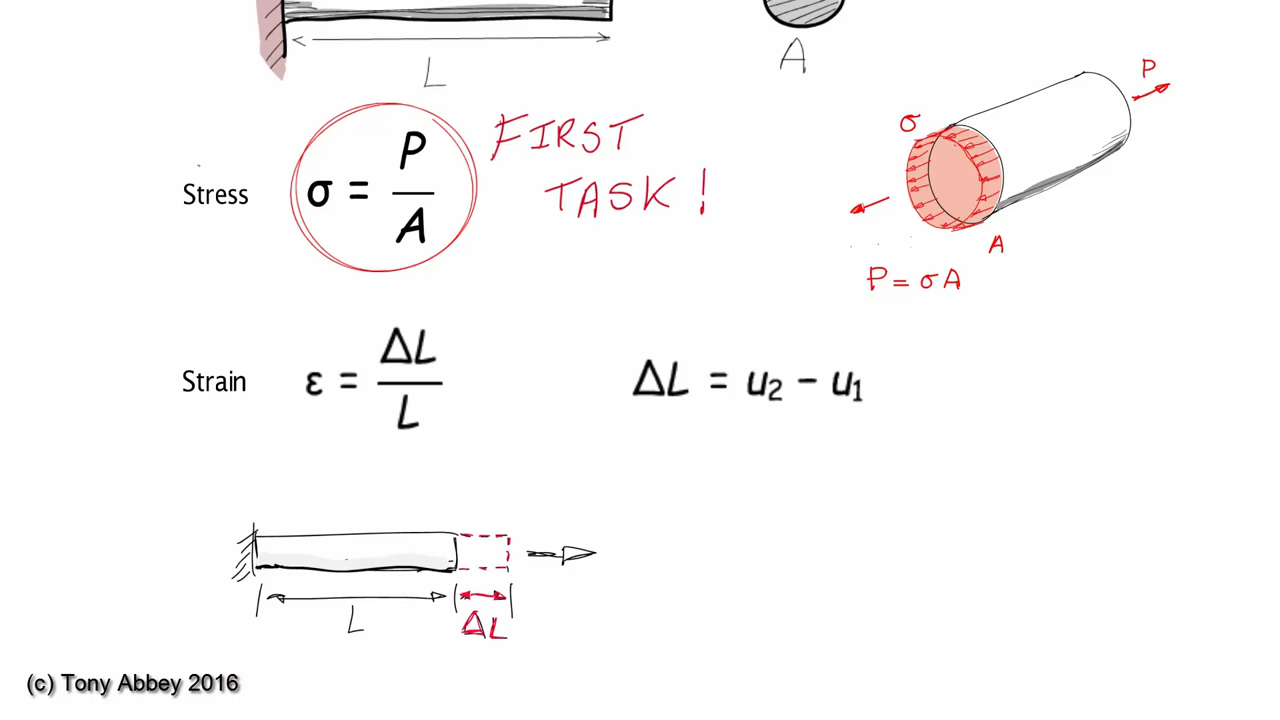 L
A
P
σ
Stress σ = P/A
FIRST
TASK!
A
P = σA
Strain ε = ΔL/L
ΔL = u₂ − u₁
L
ΔL
(c) Tony Abbey 2016